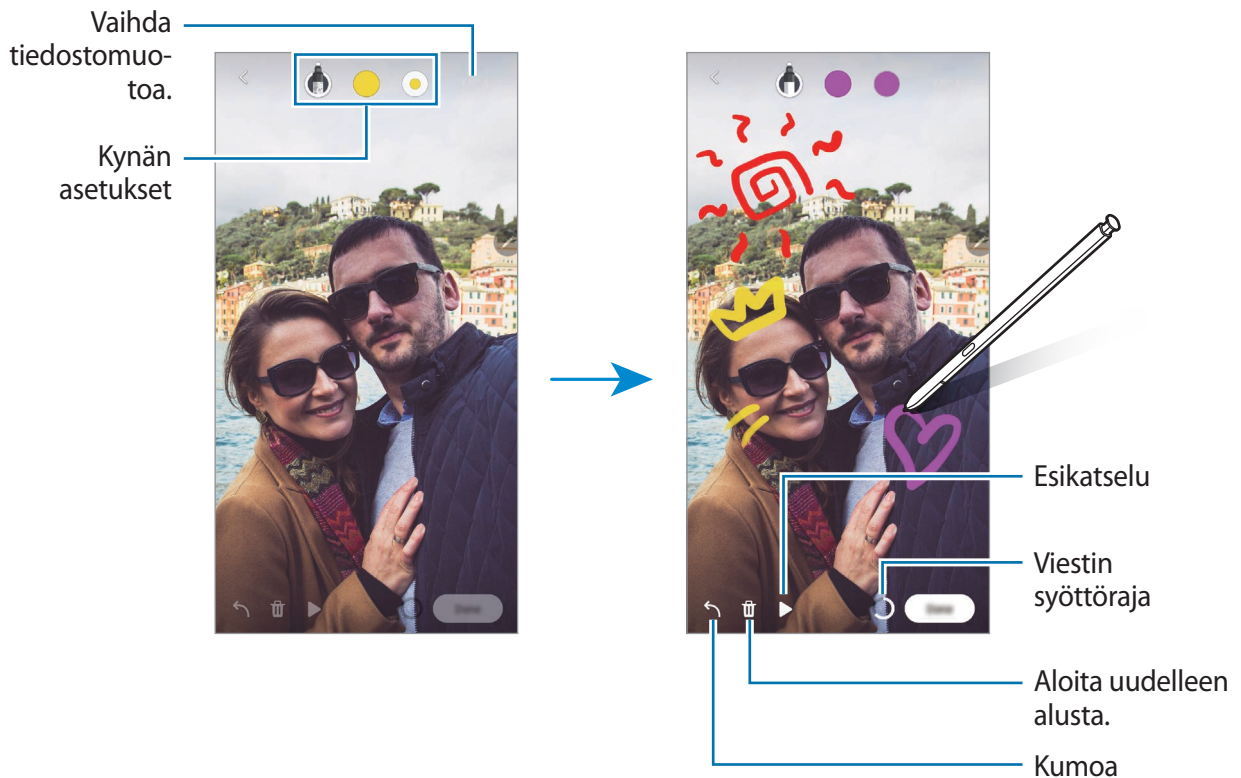 Vaihda
tiedostomuo-
toa.
Kynän
asetukset
Esikatselu
Viestin
syöttöraja
Aloita uudelleen
alusta.
Kumoa